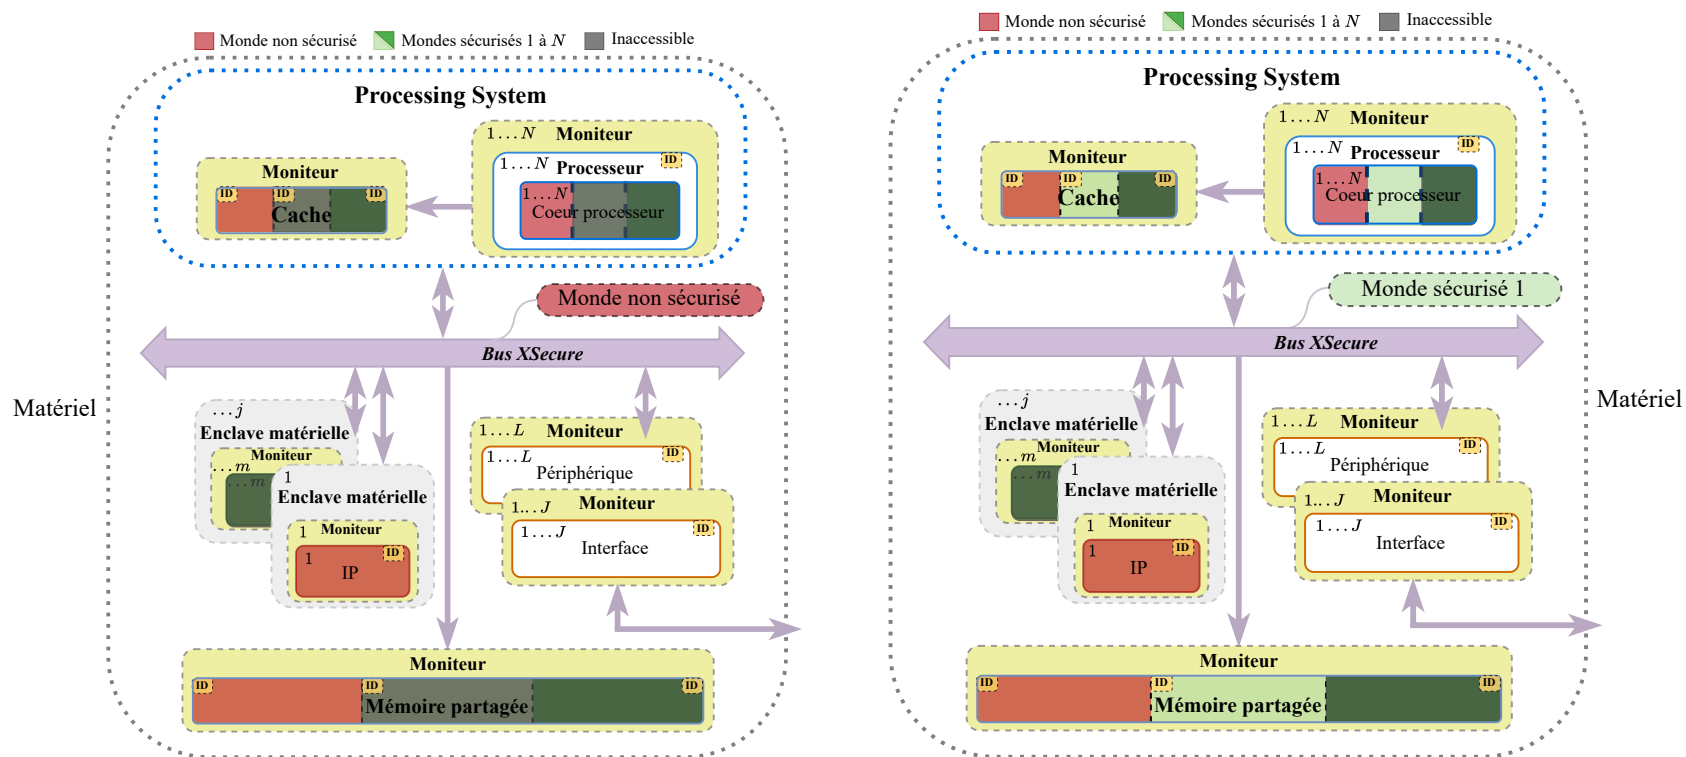 Monde non sécurisé
Mondes sécurisés 1 à N
Inaccessible
Processing System
1...N Moniteur
1...N Processeur
ID
1...N
Coeur processeur
Moniteur
ID
ID
ID
Cache
Monde non sécurisé
Bus XSecure
Matériel
...j
Enclave matérielle
Moniteur
...m
...m
1
Enclave matérielle
1
Moniteur
1
ID
IP
1...L
Moniteur
1...L
ID
Périphérique
Moniteur
1...J
1...J
ID
Interface
Moniteur
ID
ID
ID
Mémoire partagée
Monde non sécurisé
Mondes sécurisés 1 à N
Inaccessible
Processing System
1...N Moniteur
1...N
ID
Processeur
1...N
Coeur processeur
Moniteur
ID
ID
ID
Cache
Monde sécurisé 1
Bus XSecure
Matériel
...j
Enclave matérielle
Moniteur
...m
...m
1
Enclave matérielle
1
Moniteur
1
ID
IP
1...L
Moniteur
1...L
ID
Périphérique
Moniteur
1...J
1...J
ID
Interface
Moniteur
ID
ID
ID
Mémoire partagée